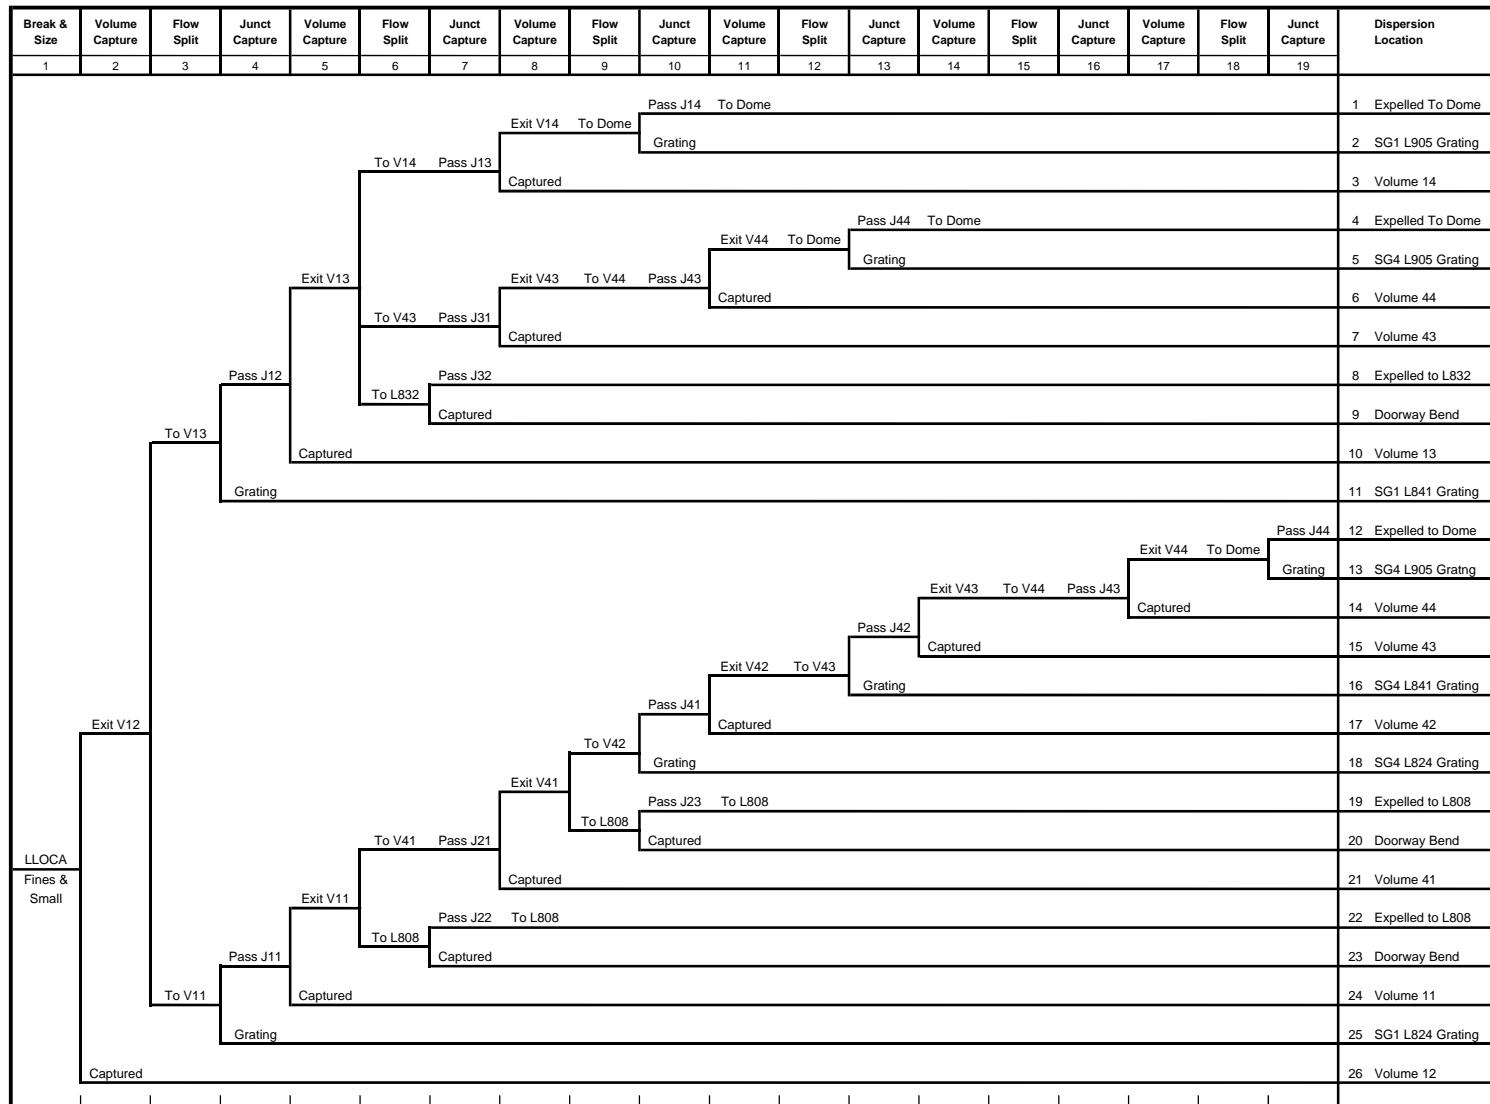 Break & Size Volume Capture Flow Split Junct Capture Volume Capture Flow Split Junct Capture Volume Capture Flow Split Junct Capture Volume Capture Flow Split Junct Capture Volume Capture Flow Split Junct Capture Volume Capture Flow Split Junct Capture Dispersion Location
1 2 3 4 5 6 7 8 9 10 11 12 13 14 15 16 17 18 19
Pass J14 To Dome 1 Expelled To Dome
Exit V14 To Dome
Grating 2 SG1 L905 Grating
To V14 Pass J13
Captured 3 Volume 14
Pass J44 To Dome 4 Expelled To Dome
Exit V44 To Dome
Grating 5 SG4 L905 Grating
Exit V13 Exit V43 To V44 Pass J43
Captured 6 Volume 44
To V43 Pass J31
Captured 7 Volume 43
Pass J12 Pass J32 8 Expelled to L832
To L832
Captured 9 Doorway Bend
To V13
Captured 10 Volume 13
Grating 11 SG1 L841 Grating
Pass J44 12 Expelled to Dome
Exit V44 To Dome
Grating 13 SG4 L905 Gratng
Exit V43 To V44 Pass J43
Captured 14 Volume 44
Pass J42
Captured 15 Volume 43
Exit V42 To V43
Grating 16 SG4 L841 Grating
Pass J41
Exit V12 Captured 17 Volume 42
To V42
Grating 18 SG4 L824 Grating
Exit V41
Pass J23 To L808 19 Expelled to L808
To L808
To V41 Pass J21 Captured 20 Doorway Bend
LLOCA
Fines & Captured 21 Volume 41
Small
Exit V11
Pass J22 To L808 22 Expelled to L808
To L808
Pass J11 Captured 23 Doorway Bend
To V11 Captured 24 Volume 11
Grating 25 SG1 L824 Grating
Captured 26 Volume 12